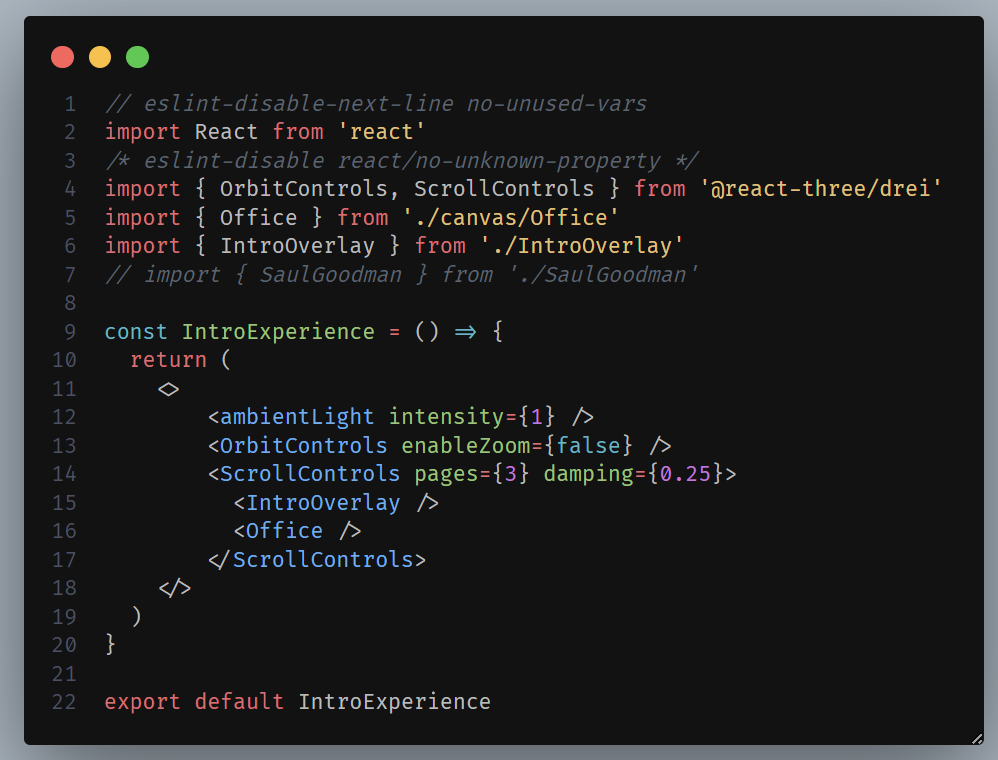 1 // eslint-disable-next-line no-unused-vars
2 import React from 'react'
3 /* eslint-disable react/no-unknown-property */
4 import { OrbitControls, ScrollControls } from '@react-three/drei'
5 import { Office } from './canvas/Office'
6 import { IntroOverlay } from './IntroOverlay'
7 // import { SaulGoodman } from './SaulGoodman'
8
9 const IntroExperience = () => {
10   return (
11     <>
12         <ambientLight intensity={1} />
13         <OrbitControls enableZoom={false} />
14         <ScrollControls pages={3} damping={0.25}>
15           <IntroOverlay />
16           <Office />
17         </ScrollControls>
18     </>
19   )
20 }
21
22 export default IntroExperience